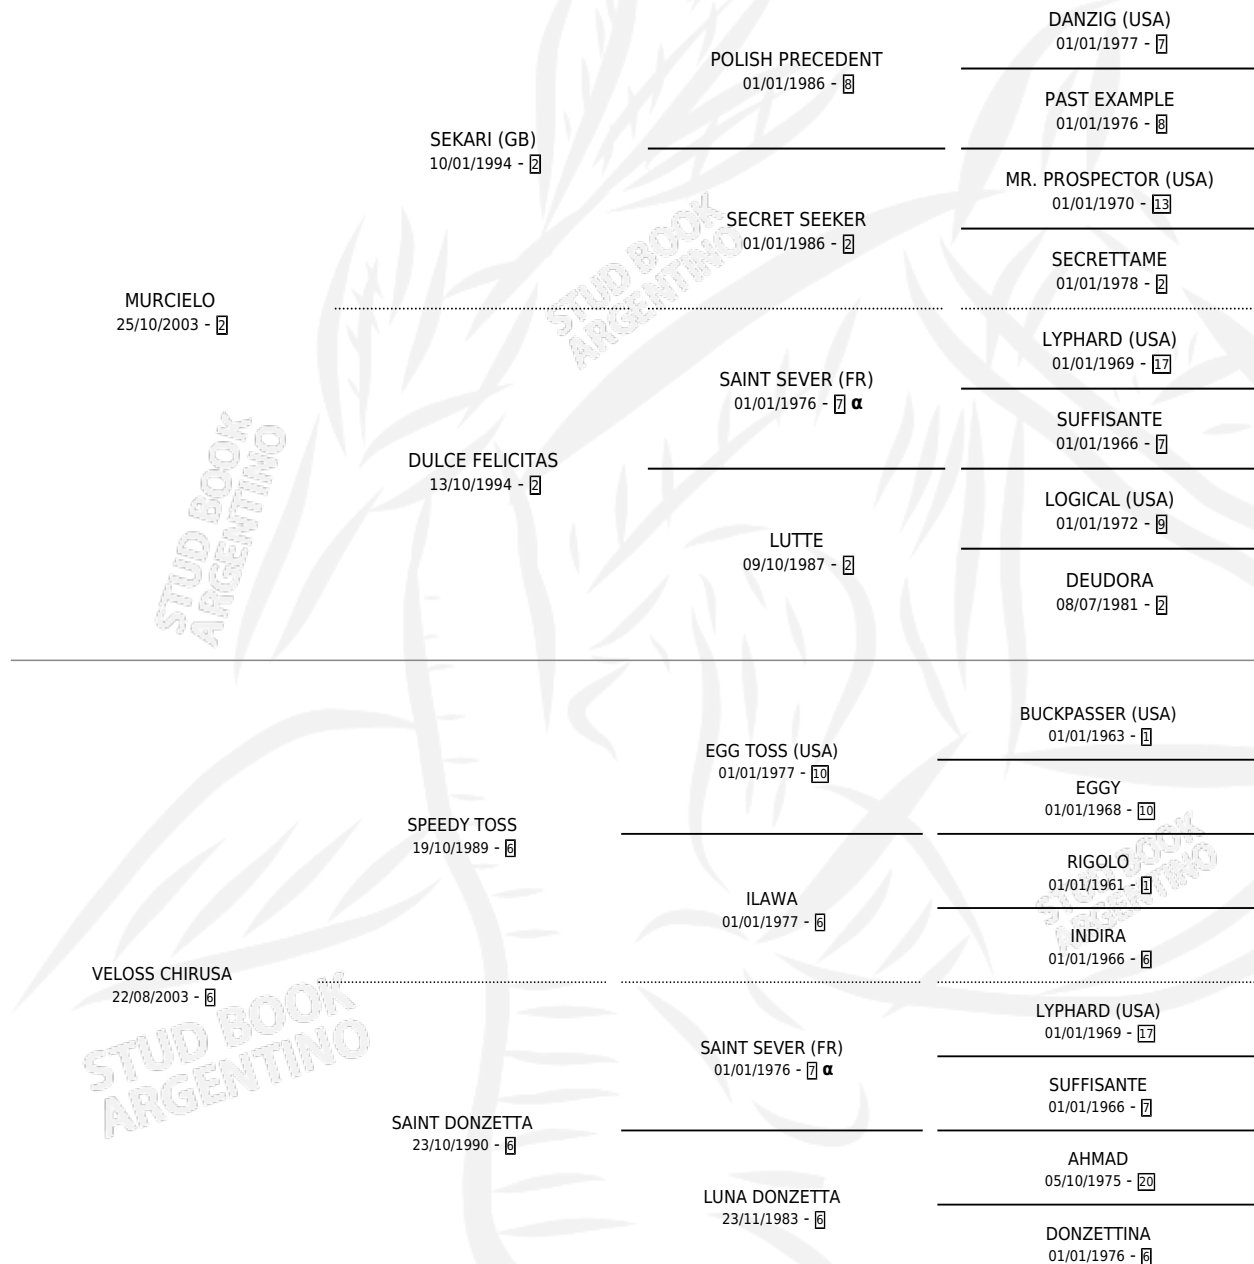 DANZIG (USA)
01/01/1977 - 7
POLISH PRECEDENT
01/01/1986 - 8
PAST EXAMPLE
01/01/1976 - 8
SEKARI (GB)
10/01/1994 - 2
MR. PROSPECTOR (USA)
01/01/1970 - 13
SECRET SEEKER
01/01/1986 - 2
SECRETTAME
01/01/1978 - 2
MURCIELO
25/10/2003 - 2
LYPHARD (USA)
01/01/1969 - 17
SAINT SEVER (FR)
01/01/1976 - 7 α
SUFFISANTE
01/01/1966 - 7
DULCE FELICITAS
13/10/1994 - 2
LOGICAL (USA)
01/01/1972 - 9
LUTTE
09/10/1987 - 2
DEUDORA
08/07/1981 - 2
BUCKPASSER (USA)
01/01/1963 - 1
EGG TOSS (USA)
01/01/1977 - 10
EGGY
01/01/1968 - 10
SPEEDY TOSS
19/10/1989 - 6
RIGOLO
01/01/1961 - 1
ILAWA
01/01/1977 - 6
INDIRA
01/01/1966 - 6
VELOSS CHIRUSA
22/08/2003 - 6
LYPHARD (USA)
01/01/1969 - 17
SAINT SEVER (FR)
01/01/1976 - 7 α
SUFFISANTE
01/01/1966 - 7
SAINT DONZETTA
23/10/1990 - 6
AHMAD
05/10/1975 - 20
LUNA DONZETTA
23/11/1983 - 6
DONZETTINA
01/01/1976 - 6
STUD BOOK
ARGENTINO
STUD BOOK
ARGENTINO
STUD BOOK
ARGENTINO
STUD BOOK
ARGENTINO